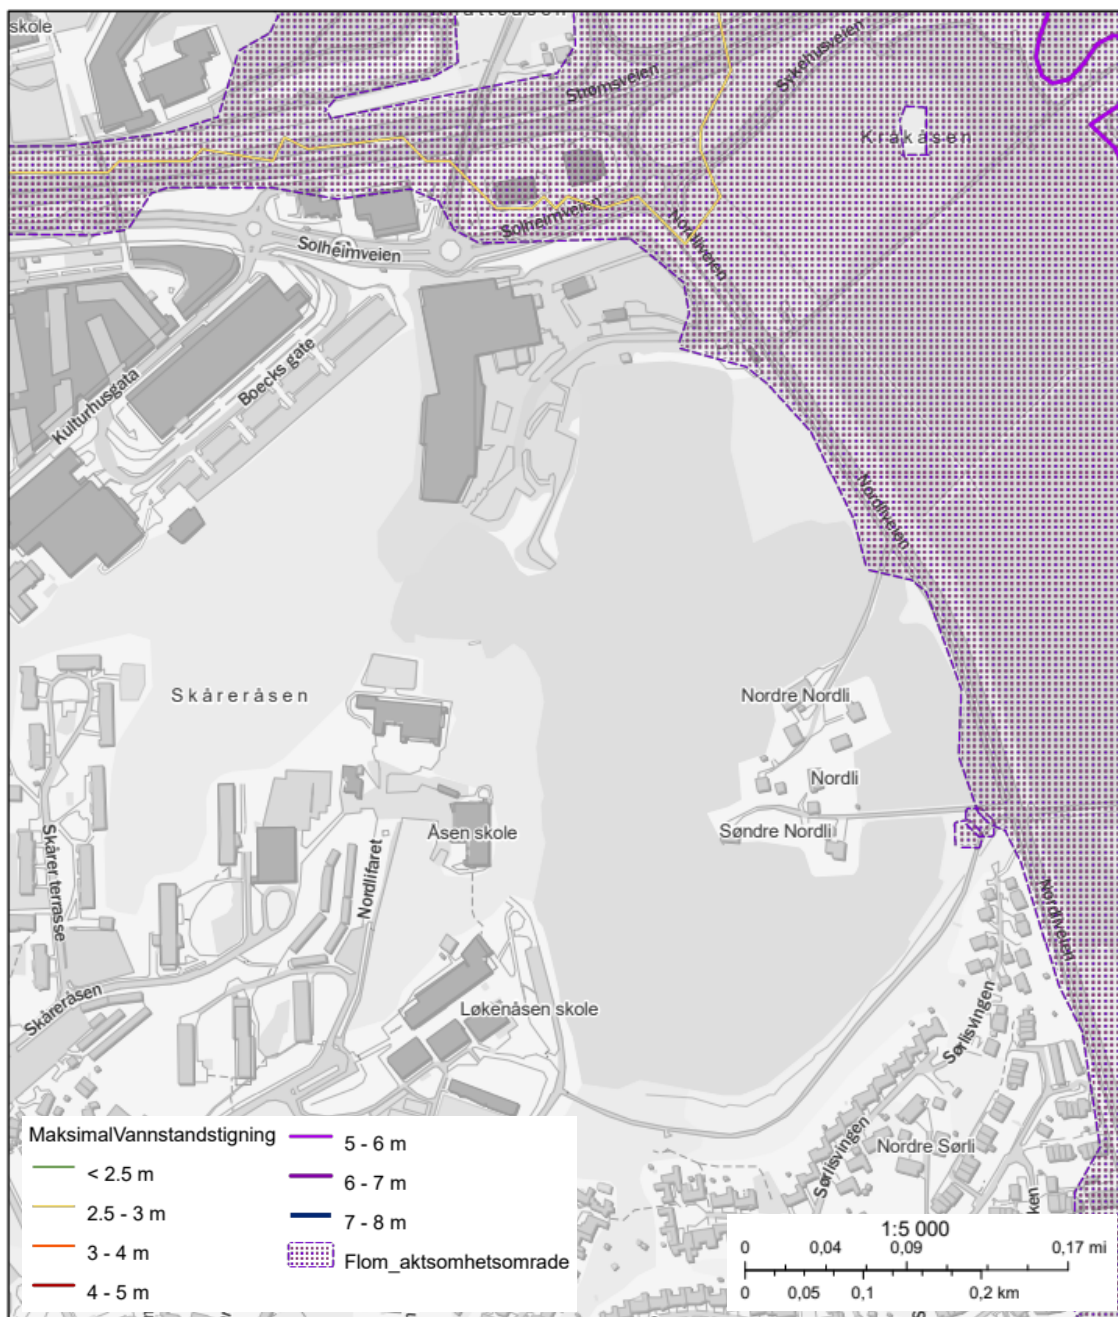 skole
Strømsveien
Sykehusveien
Kråkåsen
Solheimveien
Nordliveien
Solheimveien
Boecks gate
Kulturhusgata
Nordliveien
Skåreråsen
Nordre Nordli
Nordli
Søndre Nordli
Åsen skole
Skårer terrasse
Nordlifaret
Nordliveien
Skåreråsen
Løkenåsen skole
Sørlisvingen
Sørlisvingen
Nordre Sørli
ken
MaksimalVannstandstigning
< 2.5 m
2.5 - 3 m
3 - 4 m
4 - 5 m
5 - 6 m
6 - 7 m
7 - 8 m
Flom_aktsomhetsomrade
1:5 000
0 0,04 0,09 0,17 mi
0 0,05 0,1 0,2 km